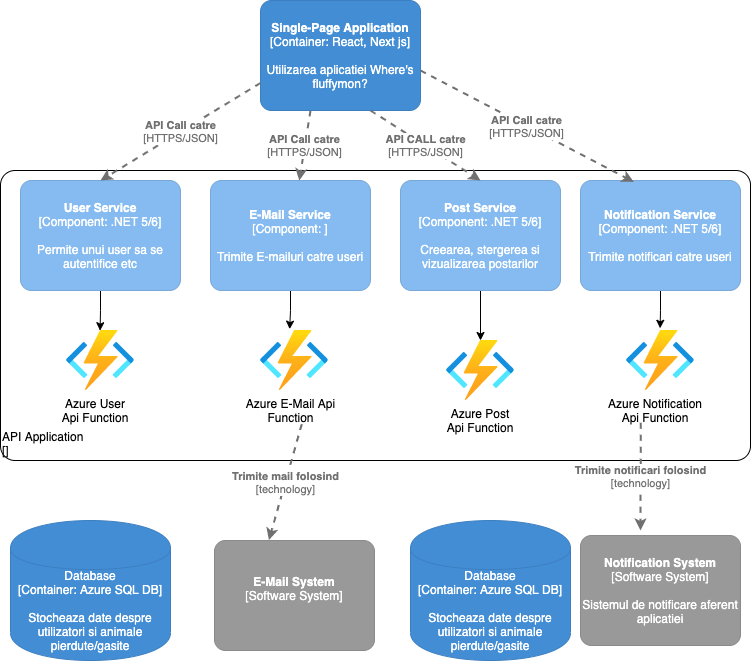 Single-Page Application
[Container: React, Next js]
Utilizarea aplicatiei Where's
fluffymon?
API Call catre
[HTTPS/JSON]
API Call catre
[HTTPS/JSON]
API CALL catre
[HTTPS/JSON]
API Call catre
[HTTPS/JSON]
User Service
[Component: .NET 5/6]
Permite unui user sa se
autentifice etc
E-Mail Service
[Component: ]
Trimite E-mailuri catre useri
Post Service
[Component: .NET 5/6]
Creearea, stergerea si
vizualizarea postarilor
Notification Service
[Component: .NET 5/6]
Trimite notificari catre useri
Azure User
Api Function
Azure E-Mail Api
Function
Azure Post
Api Function
Azure Notification
Api Function
API Application
[]
Trimite mail folosind
[technology]
Trimite notificari folosind
[technology]
Database
[Container: Azure SQL DB]
Stocheaza date despre
utilizatori si animale
pierdute/gasite
E-Mail System
[Software System]
Database
[Container: Azure SQL DB]
Stocheaza date despre
utilizatori si animale
pierdute/gasite
Notification System
[Software System]
Sistemul de notificare aferent
aplicatiei